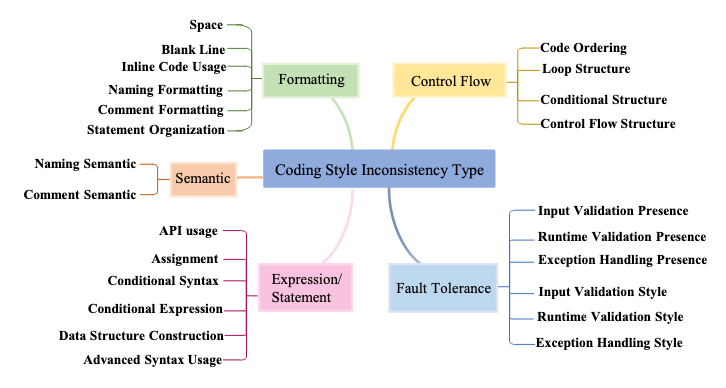 Space
Blank Line
Inline Code Usage
Naming Formatting
Comment Formatting
Statement Organization
Formatting
Control Flow
Code Ordering
Loop Structure
Conditional Structure
Control Flow Structure
Coding Style Inconsistency Type
Naming Semantic
Comment Semantic
Semantic
API usage
Assignment
Conditional Syntax
Conditional Expression
Data Structure Construction
Advanced Syntax Usage
Expression/
Statement
Fault Tolerance
Input Validation Presence
Runtime Validation Presence
Exception Handling Presence
Input Validation Style
Runtime Validation Style
Exception Handling Style